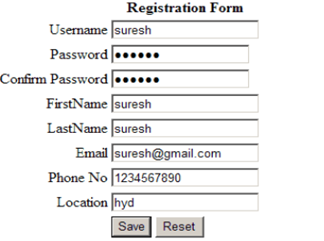 Registration Form
Username suresh
Password ●●●●●●
Confirm Password ●●●●●●
FirstName suresh
LastName suresh
Email suresh@gmail.com
Phone No 1234567890
Location hyd
Save Reset